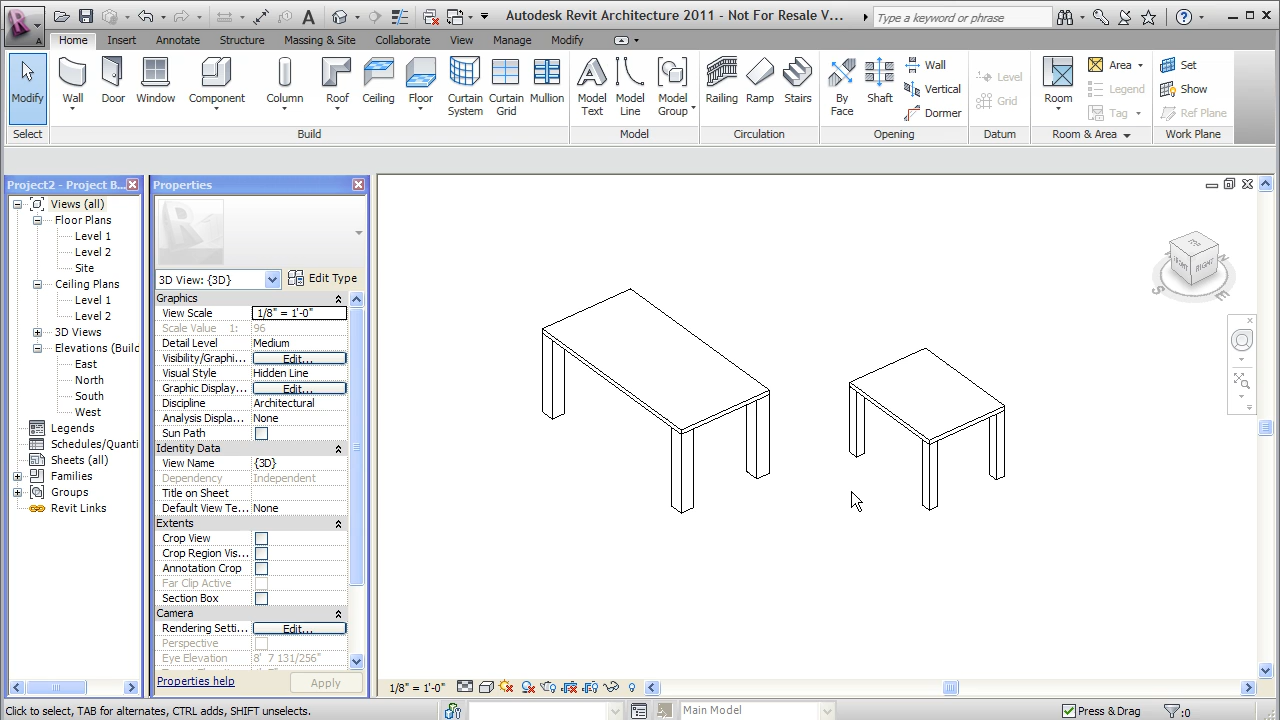 Autodesk Revit Architecture 2011 - Not For Resale V...
Type a keyword or phrase
Home Insert Annotate Structure Massing & Site Collaborate View Manage Modify
Modify Wall Door Window Component Column Roof Ceiling Floor Curtain System Curtain Grid Mullion Model Text Model Line Model Group Railing Ramp Stairs By Face Shaft Wall Vertical Dormer Level Grid Room Area Legend Tag Set Show Ref Plane
Select Build Model Circulation Opening Datum Room & Area Work Plane
Project2 - Project B...
Views (all)
Floor Plans
Level 1
Level 2
Site
Ceiling Plans
Level 1
Level 2
3D Views
Elevations (Build
East
North
South
West
Legends
Schedules/Quanti
Sheets (all)
Families
Groups
Revit Links
Properties
3D View: {3D} Edit Type
Graphics
View Scale 1/8" = 1'-0"
Scale Value 1: 96
Detail Level Medium
Visibility/Graphi... Edit...
Visual Style Hidden Line
Graphic Display... Edit...
Discipline Architectural
Analysis Displa... None
Sun Path
Identity Data
View Name {3D}
Dependency Independent
Title on Sheet
Default View Te... None
Extents
Crop View
Crop Region Vis...
Annotation Crop
Far Clip Active
Section Box
Camera
Rendering Setti... Edit...
Perspective
Eye Elevation 8' 7 131/256"
Properties help Apply
TOP
FRONT RIGHT
S E N
1/8" = 1'-0"
Click to select, TAB for alternates, CTRL adds, SHIFT unselects.
Main Model
Press & Drag
:0